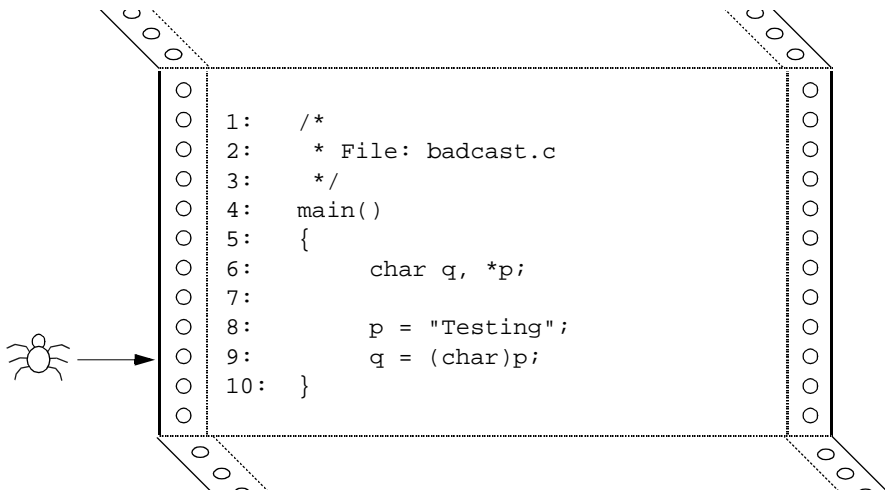 1: /*
2: * File: badcast.c
3: */
4: main()
5: {
6: char q, *p;
7:
8: p = "Testing";
9: q = (char)p;
10: }